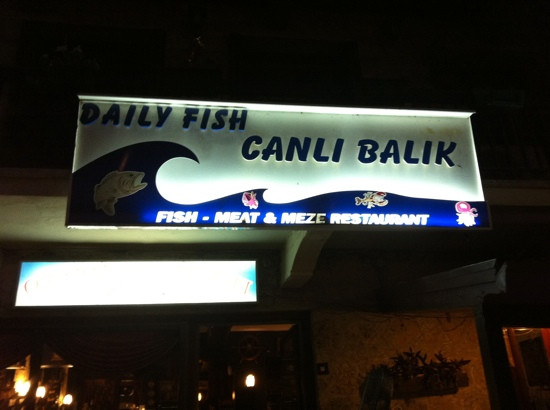 DAILY FISH
CANLI BALIK
FISH - MEAT & MEZE RESTAURANT